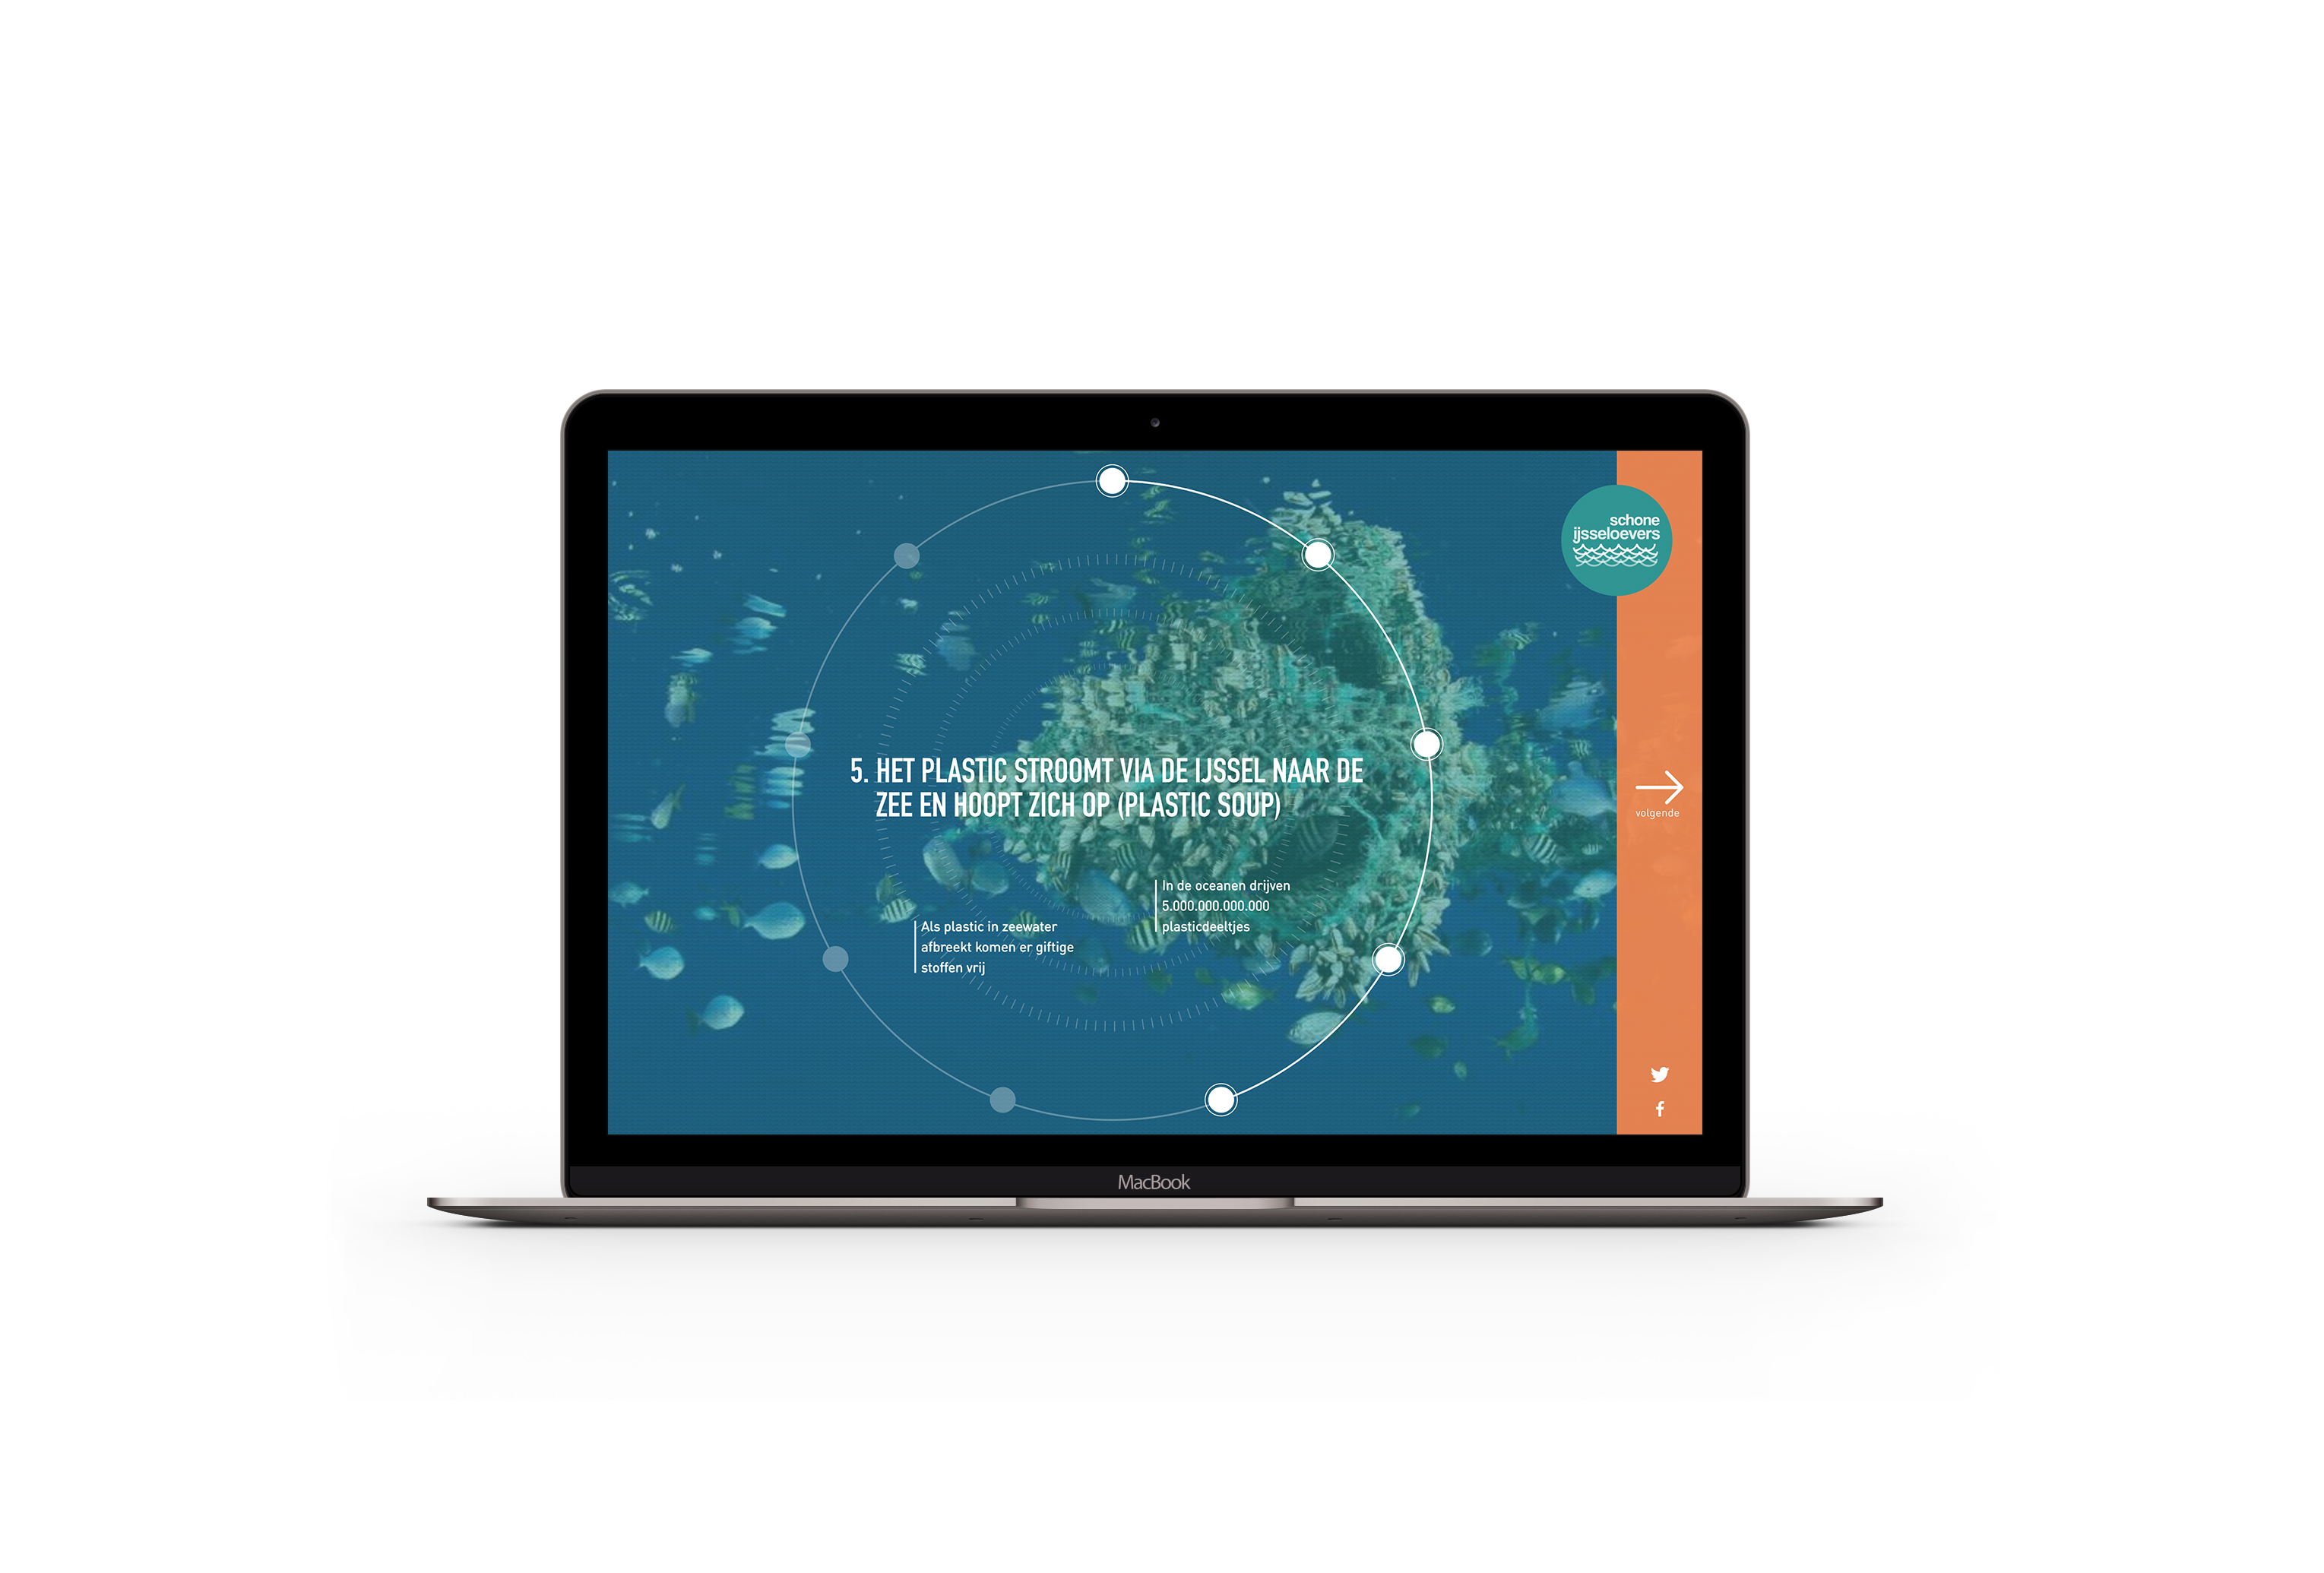 schone
ijsseloevers
5. HET PLASTIC STROOMT VIA DE IJSSEL NAAR DE
ZEE EN HOOPT ZICH OP (PLASTIC SOUP)
volgende
In de oceanen drijven
5.000.000.000.000
plasticdeeltjes
Als plastic in zeewater
afbreekt komen er giftige
stoffen vrij
MacBook